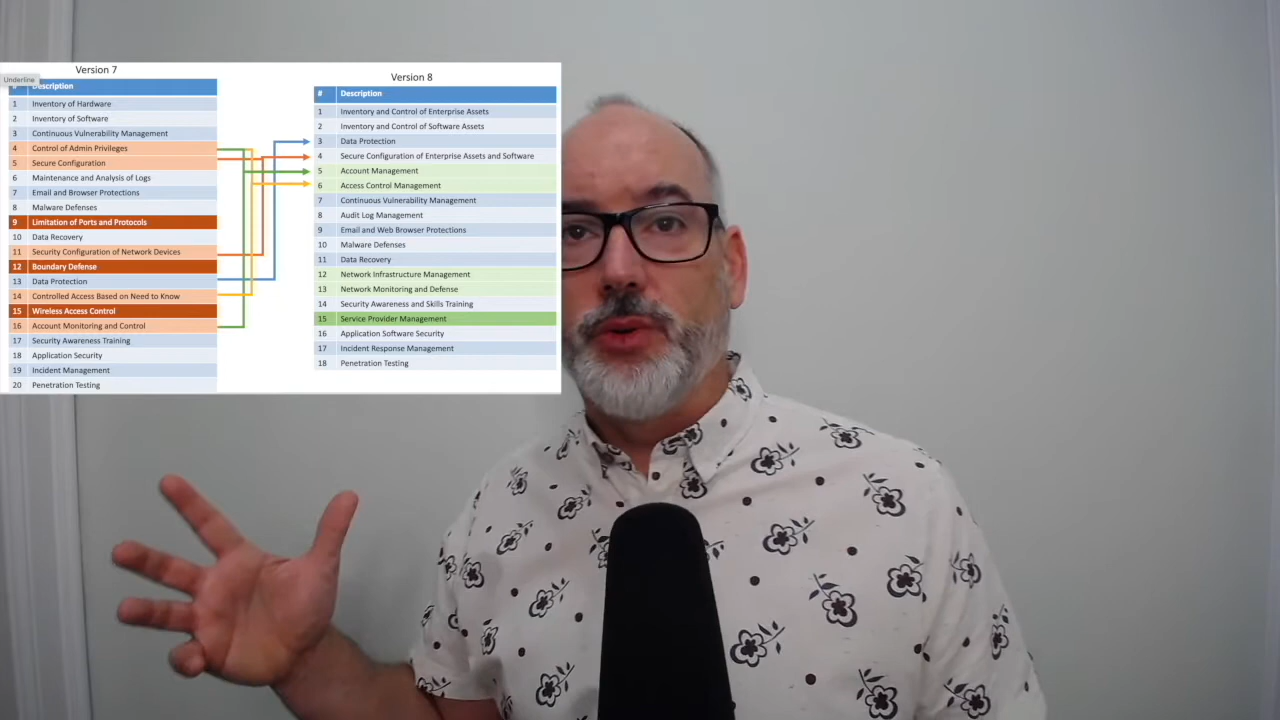 Version 7
Underline
# Description
1 Inventory of Hardware
2 Inventory of Software
3 Continuous Vulnerability Management
4 Control of Admin Privileges
5 Secure Configuration
6 Maintenance and Analysis of Logs
7 Email and Browser Protections
8 Malware Defenses
9 Limitation of Ports and Protocols
10 Data Recovery
11 Security Configuration of Network Devices
12 Boundary Defense
13 Data Protection
14 Controlled Access Based on Need to Know
15 Wireless Access Control
16 Account Monitoring and Control
17 Security Awareness Training
18 Application Security
19 Incident Management
20 Penetration Testing
Version 8
# Description
1 Inventory and Control of Enterprise Assets
2 Inventory and Control of Software Assets
3 Data Protection
4 Secure Configuration of Enterprise Assets and Software
5 Account Management
6 Access Control Management
7 Continuous Vulnerability Management
8 Audit Log Management
9 Email and Web Browser Protections
10 Malware Defenses
11 Data Recovery
12 Network Infrastructure Management
13 Network Monitoring and Defense
14 Security Awareness and Skills Training
15 Service Provider Management
16 Application Software Security
17 Incident Response Management
18 Penetration Testing